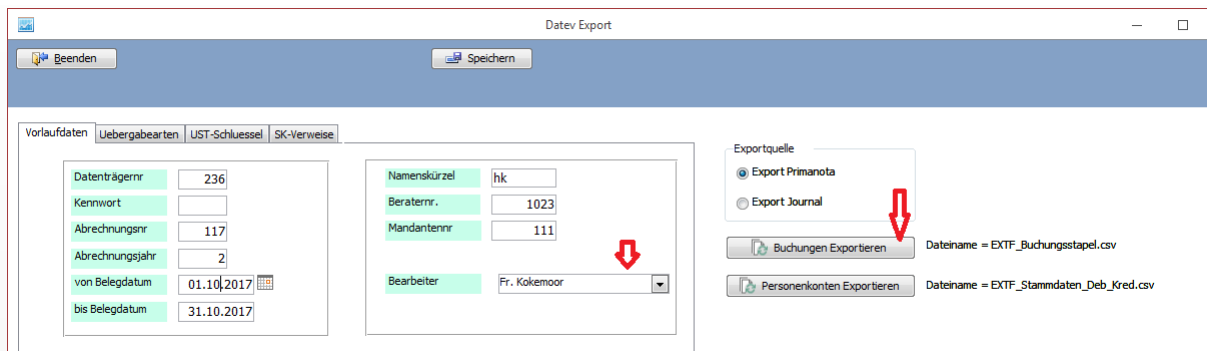 Datev Export
Beenden
Speichern
Vorlaufdaten Uebergabearten UST-Schluessel SK-Verweise
Datenträgernr 236
Kennwort
Abrechnungsnr 117
Abrechnungsjahr 2
von Belegdatum 01.10.2017
bis Belegdatum 31.10.2017
Namenskürzel hk
Beraternr. 1023
Mandantennr 111
Bearbeiter Fr. Kokemoor
Exportquelle
Export Primanota
Export Journal
Buchungen Exportieren Dateiname = EXTF_Buchungsstapel.csv
Personenkonten Exportieren Dateiname = EXTF_Stammdaten_Deb_Kred.csv